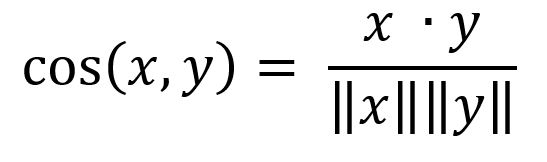 cos(x, y) = x · y / ‖x‖‖y‖